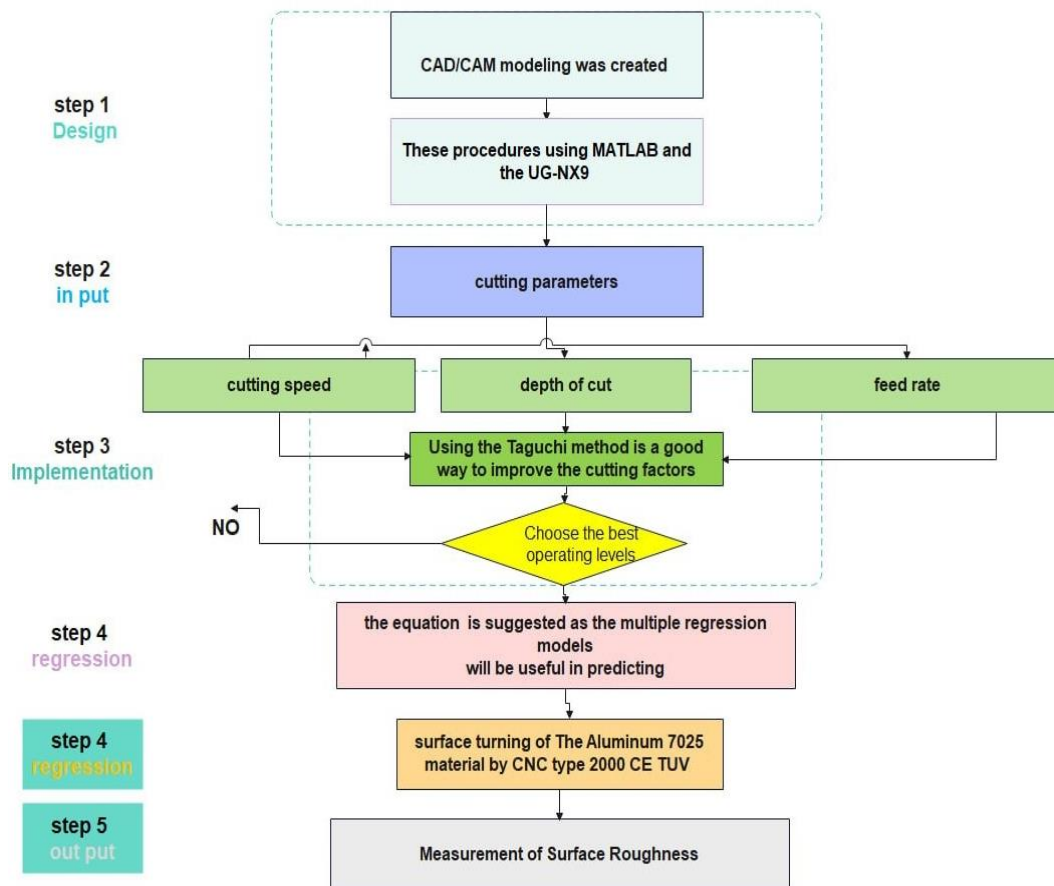 CAD/CAM modeling was created
step 1
Design
These procedures using MATLAB and
the UG-NX9
step 2
in put
cutting parameters
cutting speed
depth of cut
feed rate
step 3
Implementation
Using the Taguchi method is a good
way to improve the cutting factors
NO
Choose the best
operating levels
step 4
regression
the equation is suggested as the multiple regression
models
will be useful in predicting
step 4
regression
surface turning of The Aluminum 7025
material by CNC type 2000 CE TUV
step 5
out put
Measurement of Surface Roughness